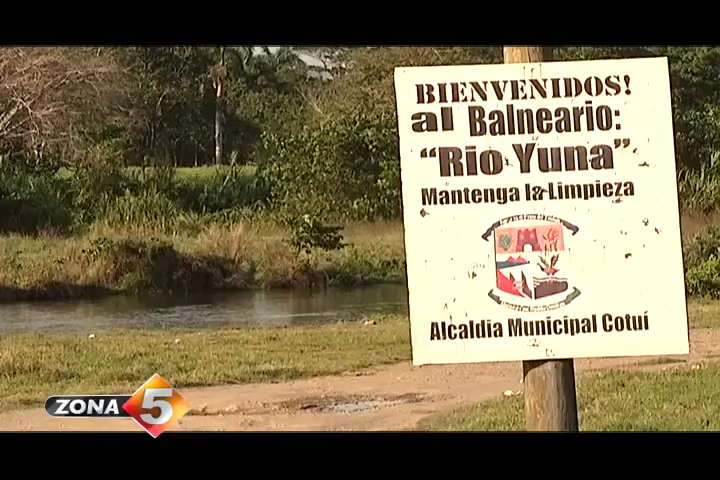 BIENVENIDOS!
al Balneario:
"Rio Yuna"
Mantenga la Limpieza
Alcaldia Municipal Cotuí
ZONA 5